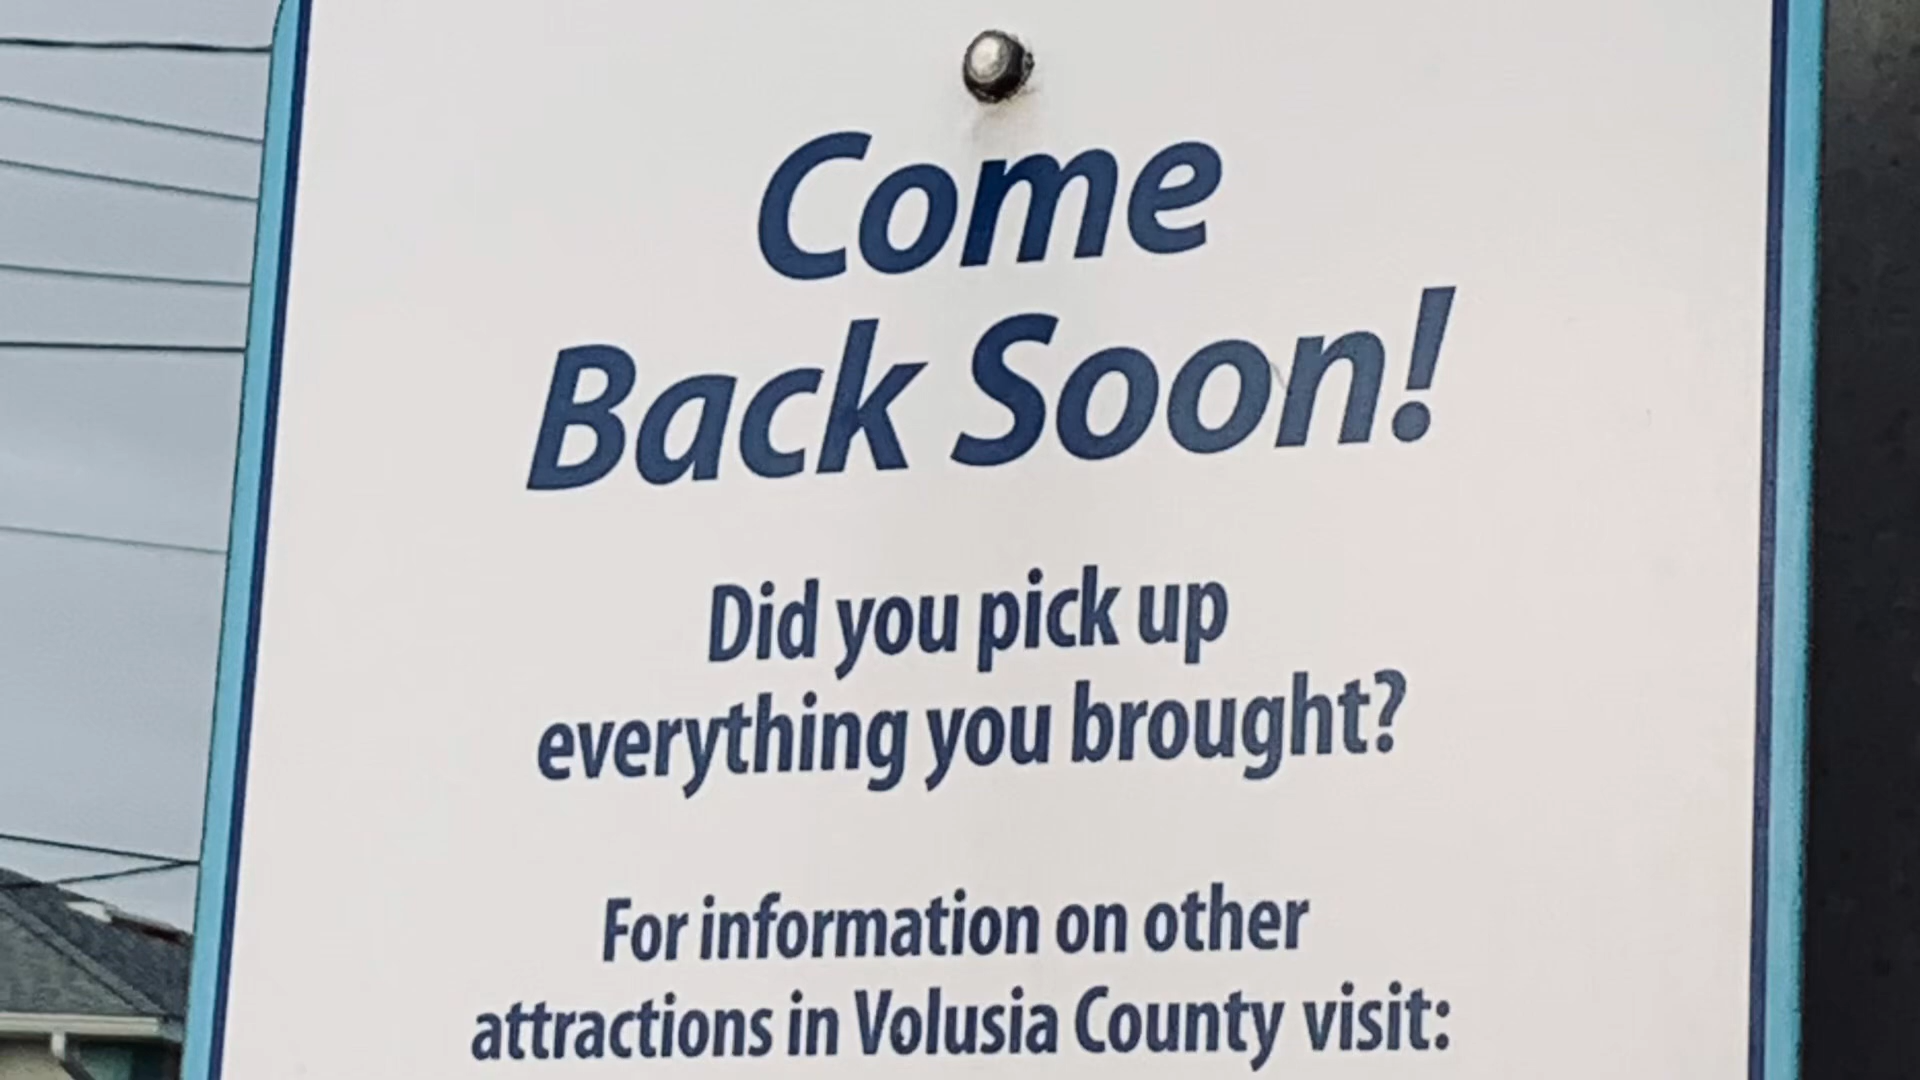 Come
Back Soon!
Did you pick up
everything you brought?
For information on other
attractions in Volusia County visit: